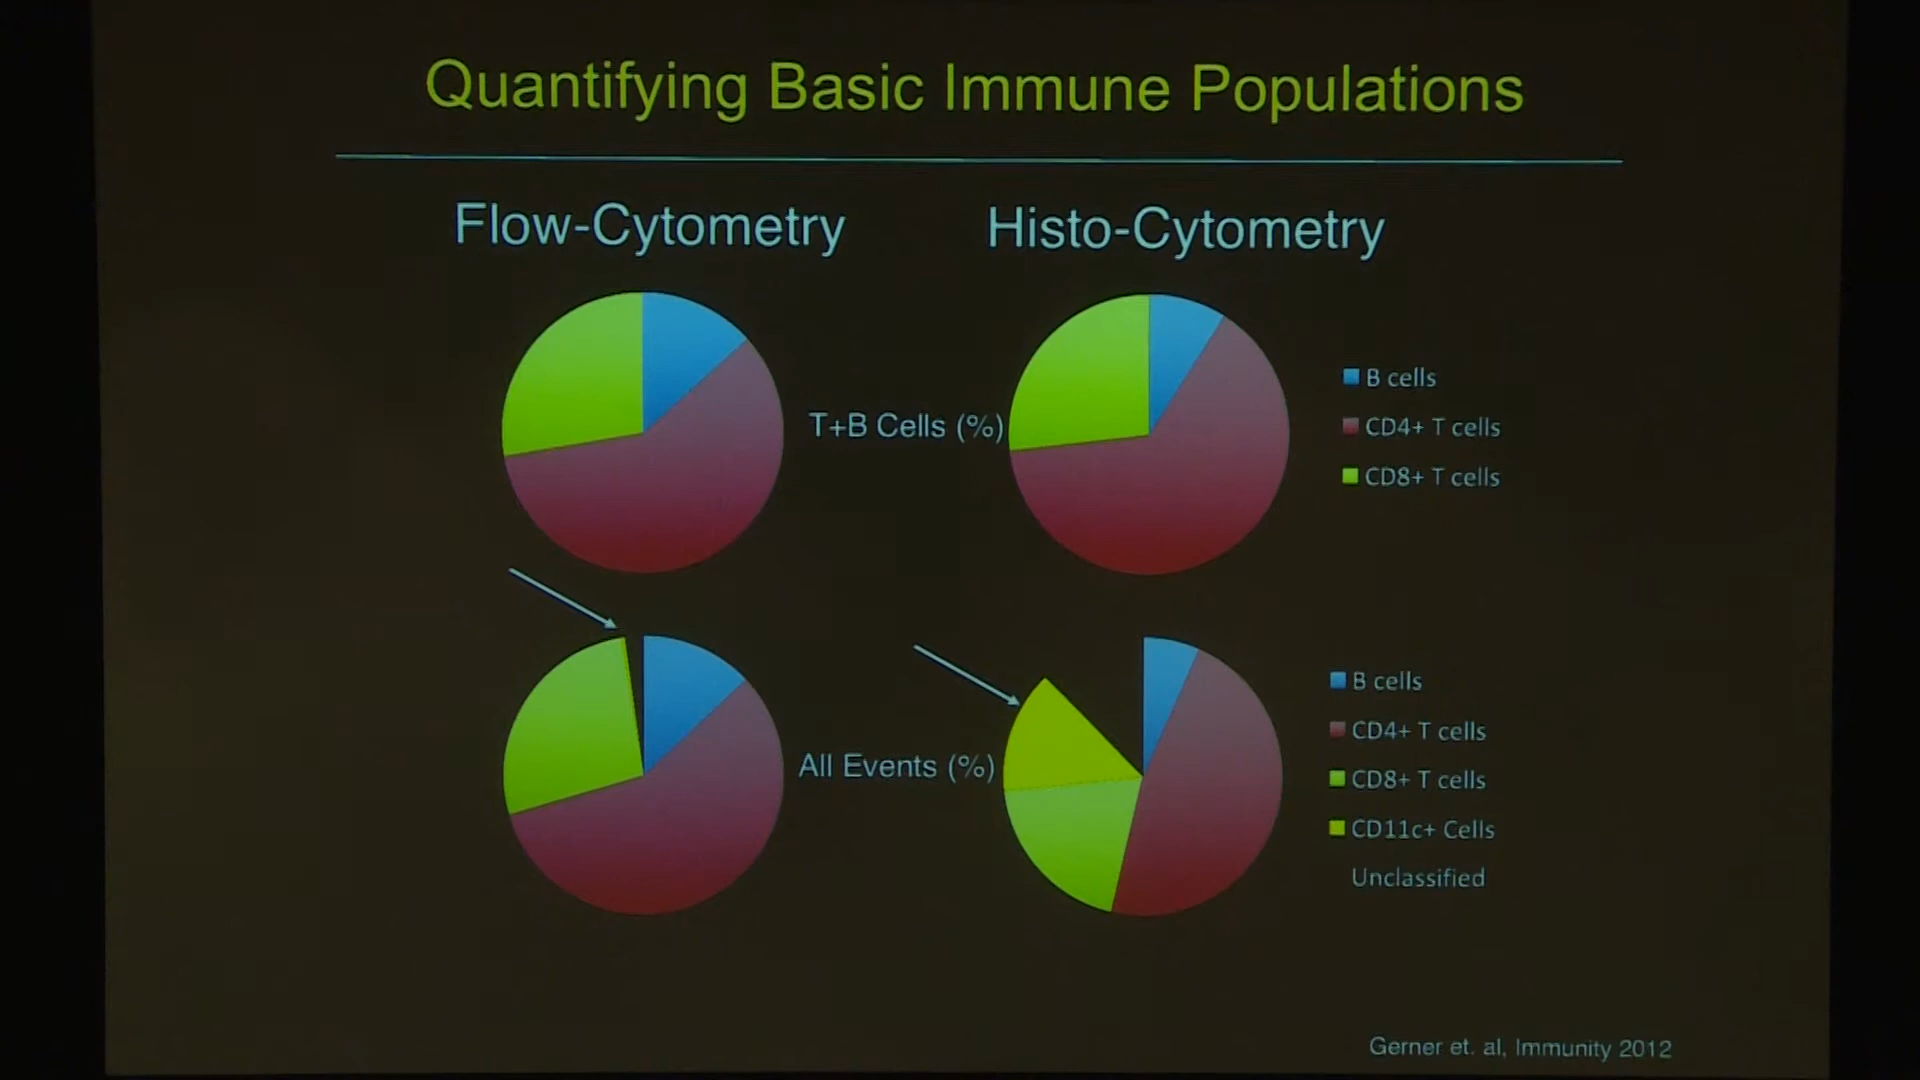 Quantifying Basic Immune Populations
Flow-Cytometry
Histo-Cytometry
T+B Cells (%)
B cells
CD4+ T cells
CD8+ T cells
All Events (%)
B cells
CD4+ T cells
CD8+ T cells
CD11c+ Cells
Unclassified
Gerner et. al, Immunity 2012